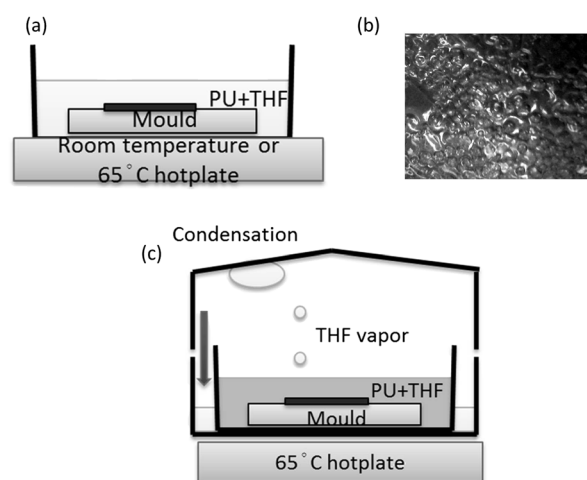 (a)
(b)
PU+THF
Mould
Room temperature or
65°C hotplate
Condensation
(c)
THF vapor
PU+THF
Mould
65°C hotplate